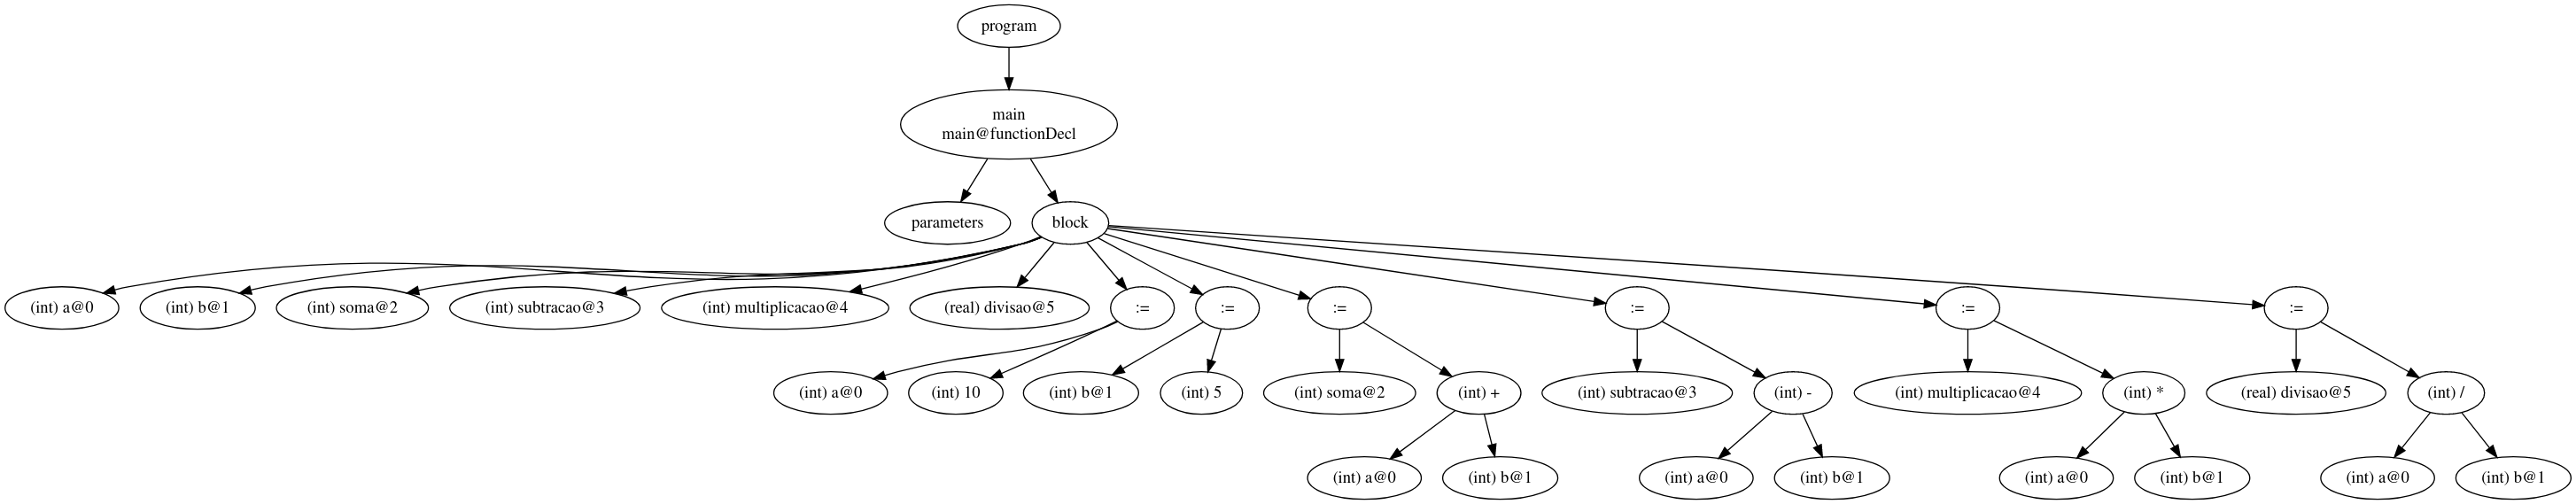 program
main
main@functionDecl
parameters
block
(int) a@0
(int) b@1
(int) soma@2
(int) subtracao@3
(int) multiplicacao@4
(real) divisao@5
:=
:=
:=
:=
:=
:=
(int) a@0
(int) 10
(int) b@1
(int) 5
(int) soma@2
(int) +
(int) subtracao@3
(int) -
(int) multiplicacao@4
(int) *
(real) divisao@5
(int) /
(int) a@0
(int) b@1
(int) a@0
(int) b@1
(int) a@0
(int) b@1
(int) a@0
(int) b@1